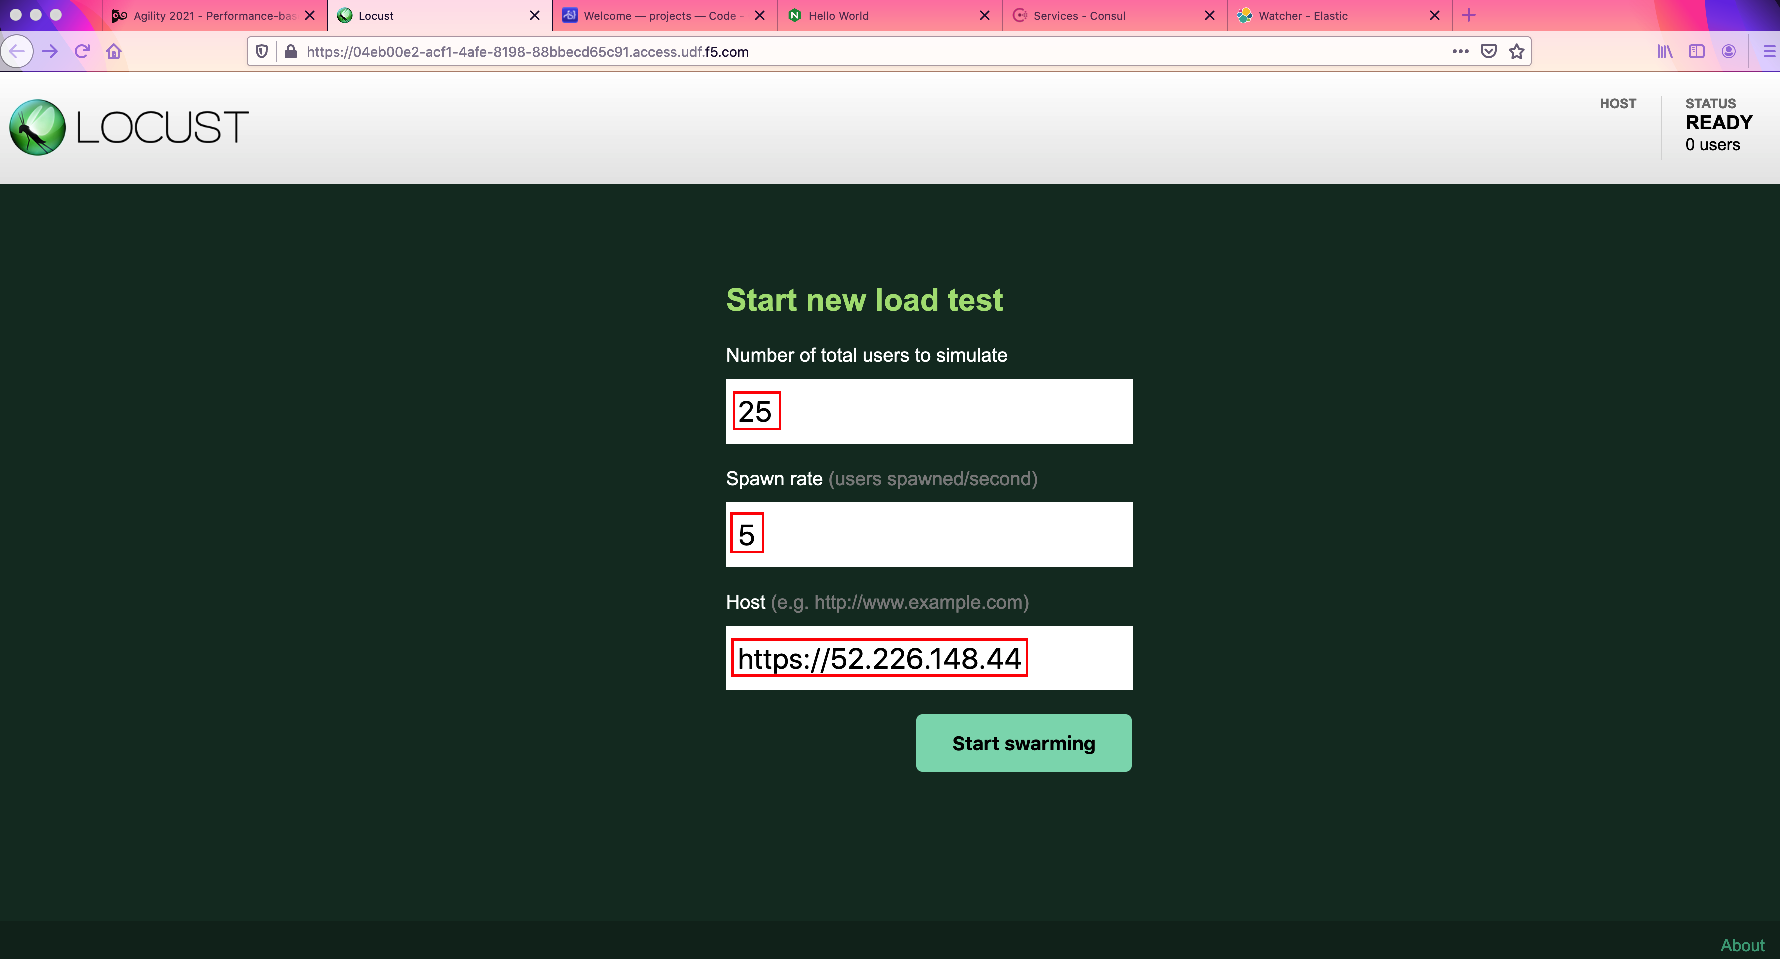 Agility 2021 - Performance-bas
Locust
Welcome — projects — Code -
Hello World
Services - Consul
Watcher - Elastic
https://04eb00e2-acf1-4afe-8198-88bbecd65c91.access.udf.f5.com
LOCUST
HOST
STATUS
READY
0 users
Start new load test
Number of total users to simulate
25
Spawn rate (users spawned/second)
5
Host (e.g. http://www.example.com)
https://52.226.148.44
Start swarming
About